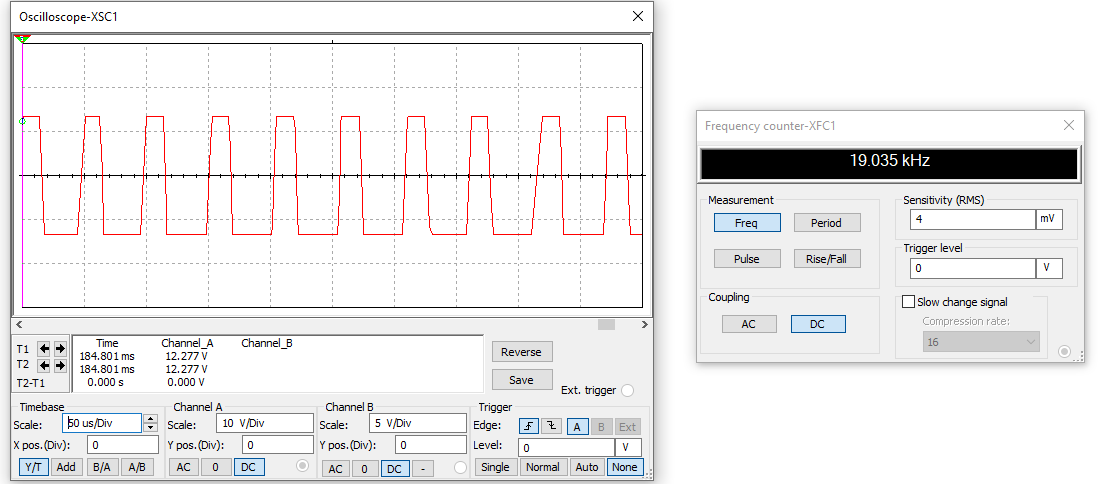 Oscilloscope-XSC1
T1
T2
T2-T1
Time Channel_A Channel_B
184.801 ms 12.277 V
184.801 ms 12.277 V
0.000 s 0.000 V
Reverse
Save
Ext. trigger
Timebase
Scale: 50 us/Div
X pos.(Div): 0
Y/T Add B/A A/B
Channel A
Scale: 10 V/Div
Y pos.(Div): 0
AC 0 DC
Channel B
Scale: 5 V/Div
Y pos.(Div): 0
AC 0 DC -
Trigger
Edge: A B Ext
Level: 0 V
Single Normal Auto None
Frequency counter-XFC1
19.035 kHz
Measurement
Freq Period
Pulse Rise/Fall
Coupling
AC DC
Sensitivity (RMS)
4 mV
Trigger level
0 V
Slow change signal
Compression rate:
16